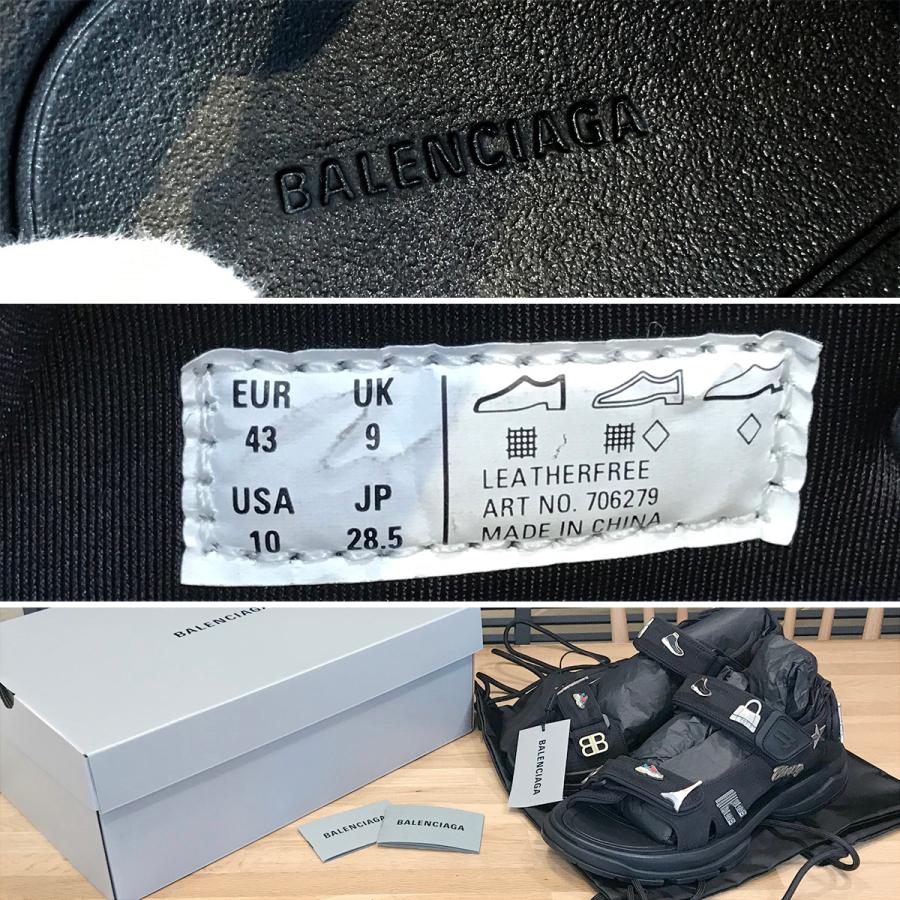 BALENCIAGA
EUR UK
43 9
USA JP
10 28.5
LEATHERFREE
ART NO. 706279
MADE IN CHINA
BALENCIAGA
BALENCIAGA
BALENCIAGA
BALENCIAGA
BB